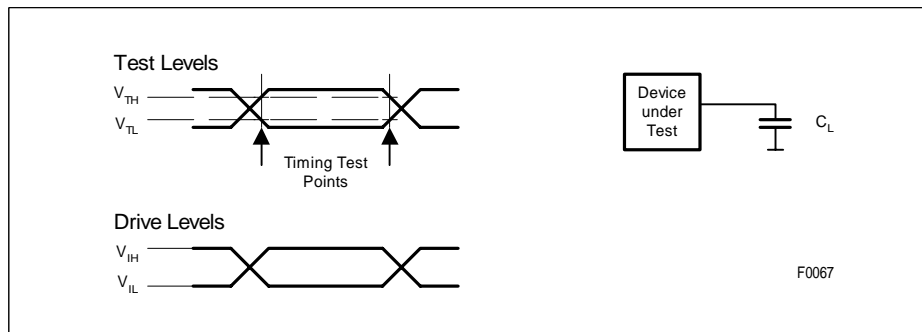 Test Levels
V_TH
V_TL
Timing Test
Points
Device
under
Test
C_L
Drive Levels
V_IH
V_IL
F0067